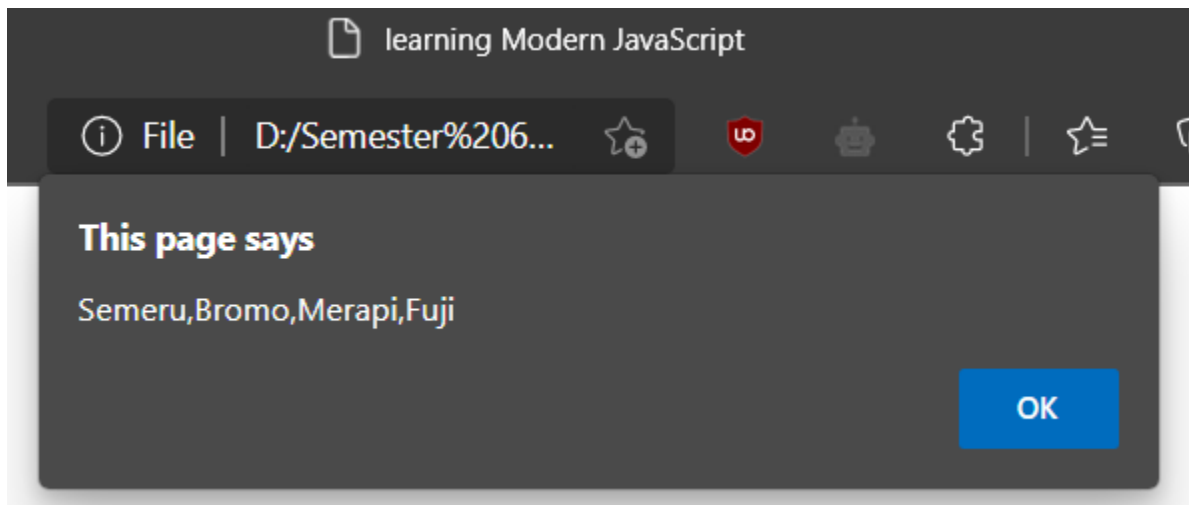 learning Modern JavaScript
File | D:/Semester%206...
This page says
Semeru,Bromo,Merapi,Fuji
OK